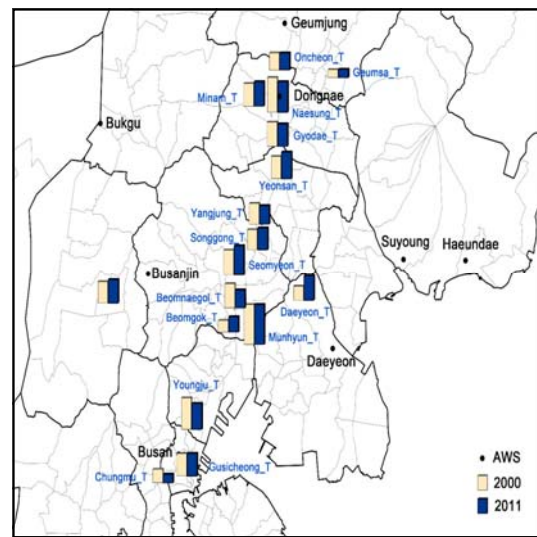 Geumjung
Oncheon_T
Geumsa_T
Minam_T
Dongnae
Naesung_T
Bukgu
Gyodae_T
Yeonsan_T
Yangjung_T
Songgong_T
Suyoung
Haeundae
Seomyeon_T
Busanjin
Beomnaegol_T
Daeyeon_T
Beomgok_T
Munhyun_T
Daeyeon
Youngju_T
Busan
AWS
Gusicheong_T
Chungmu_T
2000
2011